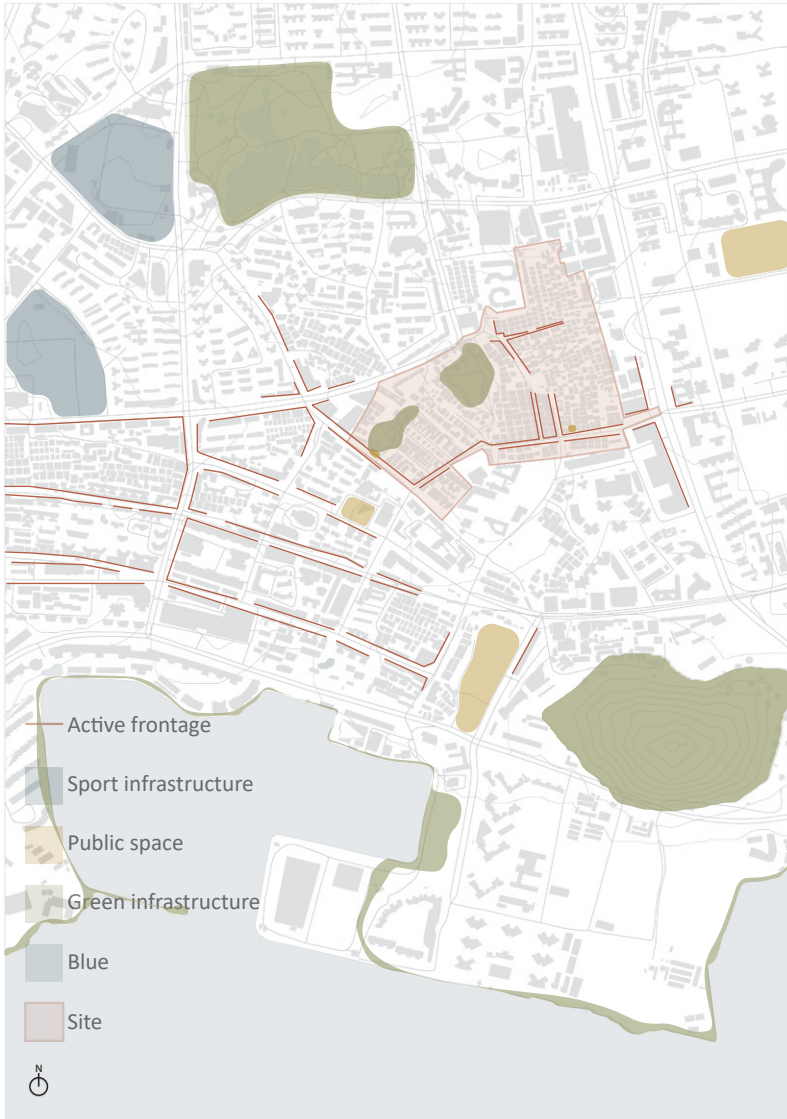 Active frontage
Sport infrastructure
Public space
Green infrastructure
Blue
Site
N